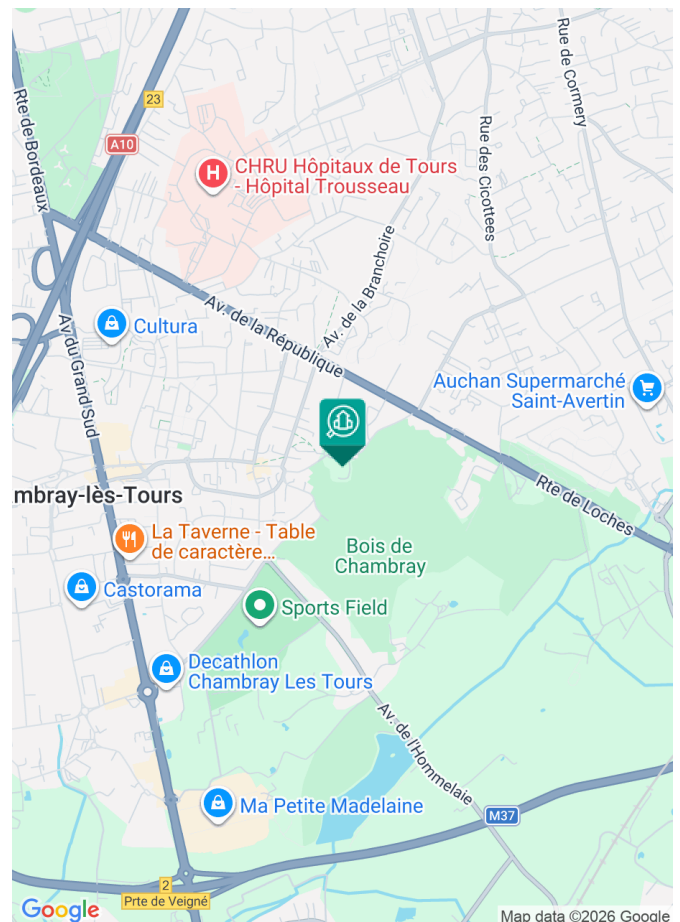 Rte de Bordeaux
23
A10
Rue de Cormery
Rue des Cicottees
CHRU Hôpitaux de Tours
- Hôpital Trousseau
Av. de la Branchoire
Av. de la République
Cultura
Av du Grand Sud
Auchan Supermarché
Saint-Avertin
Rte de Loches
mbray-lès-Tours
La Taverne - Table
de caractère...
Bois de
Chambray
Castorama
Sports Field
Decathlon
Chambray Les Tours
Av. de l'Hommelaie
Ma Petite Madelaine
M37
2
Prte de Veigné
Google
Map data ©2026 Google